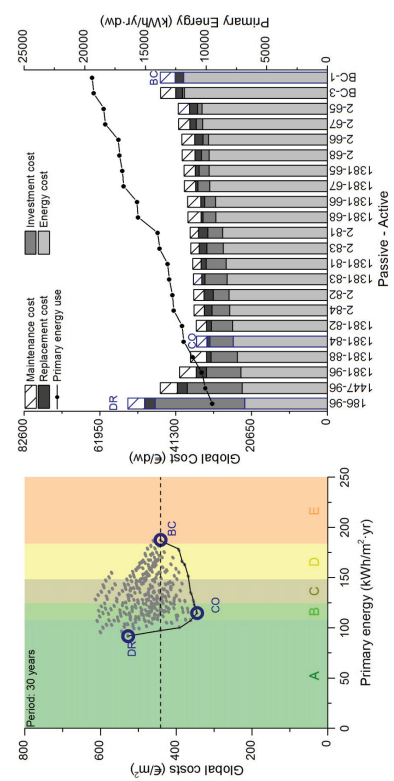 Period: 30 years
Global costs (€/m²)
800
600
400
200
0
DR
CO
BC
A
B
C
D
E
0
50
100
150
200
250
Primary energy (kWh/m²·yr)
Maintenance cost
Replacement cost
Primary energy use
Investment cost
Energy cost
Global Cost (€/dw)
82600
61950
41300
20650
0
Primary Energy (kWh/yr·dw)
25000
20000
15000
10000
5000
0
DR
CO
BC
186-96
1447-96
1381-96
1381-88
1381-84
1381-82
2-84
2-82
1381-83
1381-81
2-83
2-81
1381-68
1381-66
1381-67
1381-65
2-68
2-66
2-67
2-65
BC-3
BC-1
Passive - Active